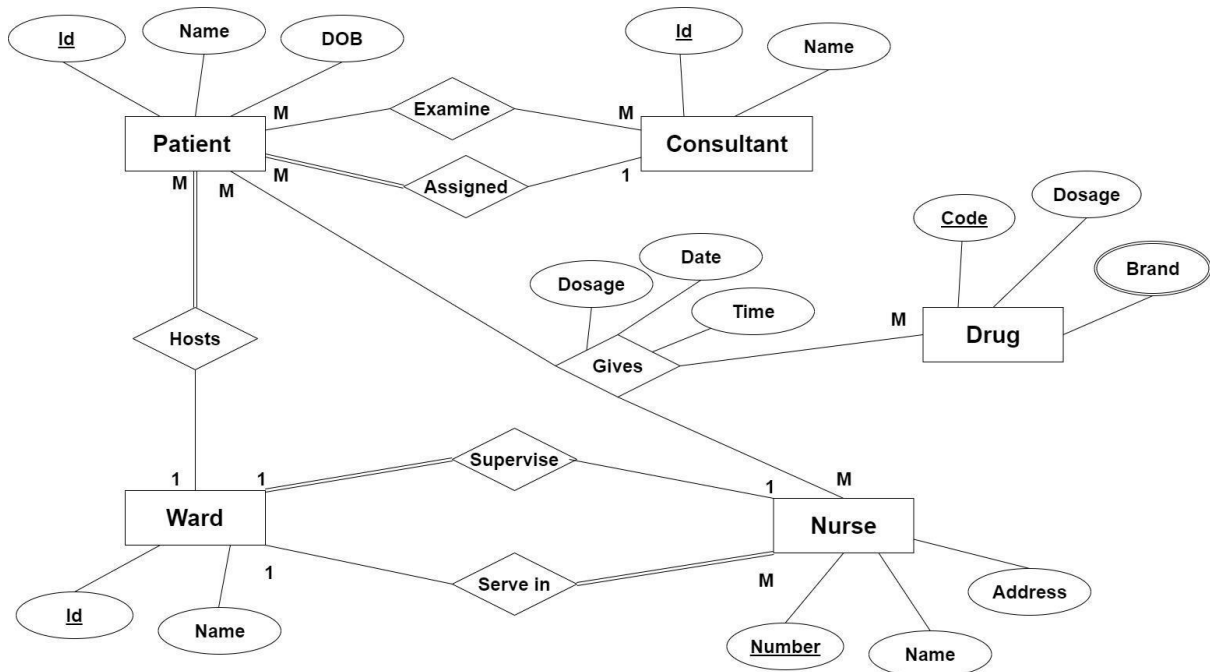 Id
Name
DOB
Id
Name
M
Examine
M
Patient
Consultant
M
Assigned
1
M
M
Code
Dosage
Brand
Date
Dosage
Time
M
Drug
Hosts
Gives
Supervise
1
1
1
M
Ward
Nurse
1
Serve in
M
Address
Id
Name
Number
Name